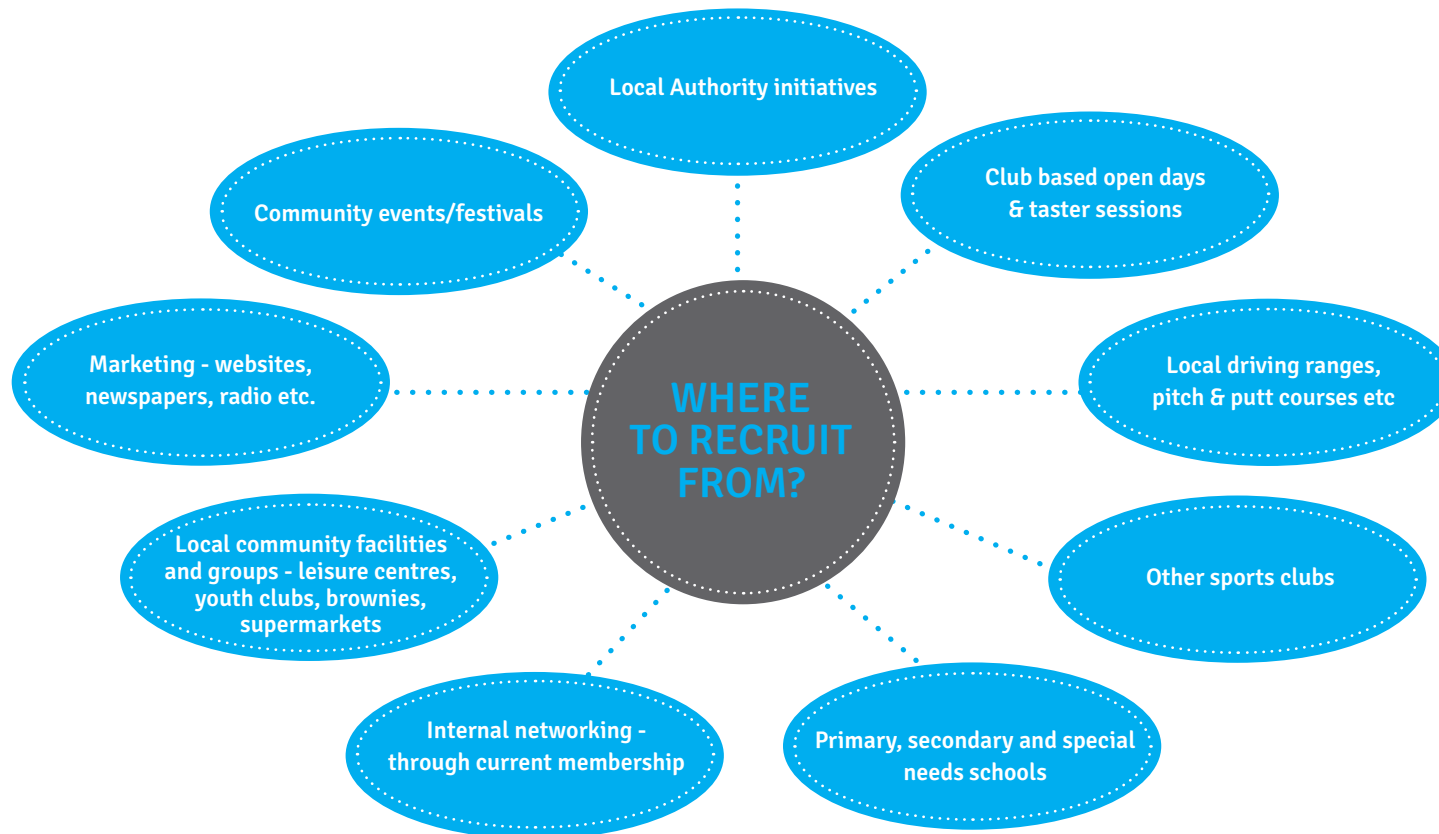 Local Authority initiatives
Club based open days
& taster sessions
Community events/festivals
Marketing - websites,
newspapers, radio etc.
Local driving ranges,
pitch & putt courses etc
WHERE
TO RECRUIT
FROM?
Local community facilities
and groups - leisure centres,
youth clubs, brownies,
supermarkets
Other sports clubs
Internal networking -
through current membership
Primary, secondary and special
needs schools